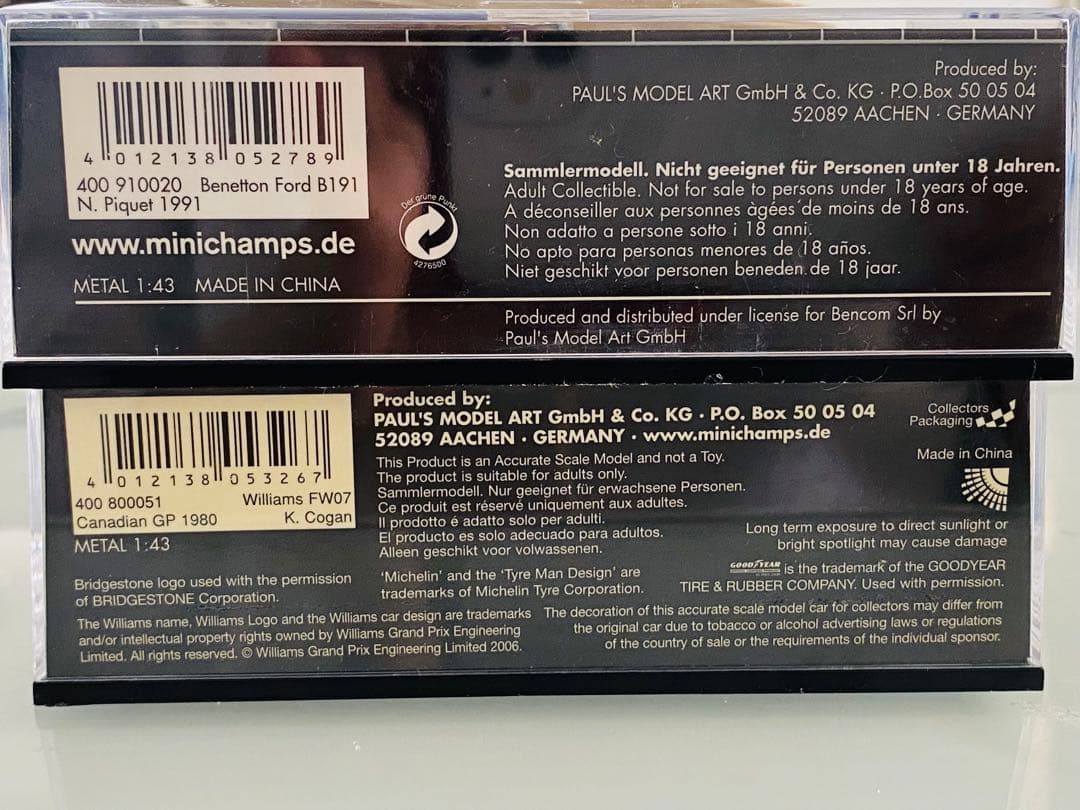 4 012138 052789
400 910020 Benetton Ford B191
N. Piquet 1991
www.minichamps.de
METAL 1:43 MADE IN CHINA
Der grüne Punkt
4276500
Produced by:
PAUL'S MODEL ART GmbH & Co. KG · P.O.Box 50 05 04
52089 AACHEN · GERMANY
Sammlermodell. Nicht geeignet für Personen unter 18 Jahren.
Adult Collectible. Not for sale to persons under 18 years of age.
A déconseiller aux personnes àgées de moins de 18 ans.
Non adatto a persone sotto i 18 anni.
No apto para personas menores de 18 años.
Niet geschikt voor personen beneden de 18 jaar.
Produced and distributed under license for Bencom Srl by
Paul's Model Art GmbH
4 012138 053267
400 800051 Williams FW07
Canadian GP 1980 K. Cogan
METAL 1:43
Produced by:
PAUL'S MODEL ART GmbH & Co. KG · P.O. Box 50 05 04
52089 AACHEN · GERMANY · www.minichamps.de
This Product is an Accurate Scale Model and not a Toy.
The product is suitable for adults only.
Sammlermodell. Nur geeignet für erwachsene Personen.
Ce produit est réservé uniquement aux adultes.
Il prodotto é adatto solo per adulti.
El producto es solo adecuado para adultos.
Alleen geschikt voor volwassenen.
Collectors
Packaging
Made in China
Long term exposure to direct sunlight or
bright spotlight may cause damage
Bridgestone logo used with the permission
of BRIDGESTONE Corporation.
'Michelin' and the 'Tyre Man Design' are
trademarks of Michelin Tyre Corporation.
GOODYEAR is the trademark of the GOODYEAR
TIRE & RUBBER COMPANY. Used with permission.
The Williams name, Williams Logo and the Williams car design are trademarks
and/or intellectual property rights owned by Williams Grand Prix Engineering
Limited. All rights reserved. © Williams Grand Prix Engineering Limited 2006.
The decoration of this accurate scale model car for collectors may differ from
the original car due to tobacco or alcohol advertising laws or regulations
of the country of sale or the requirements of the individual sponsor.